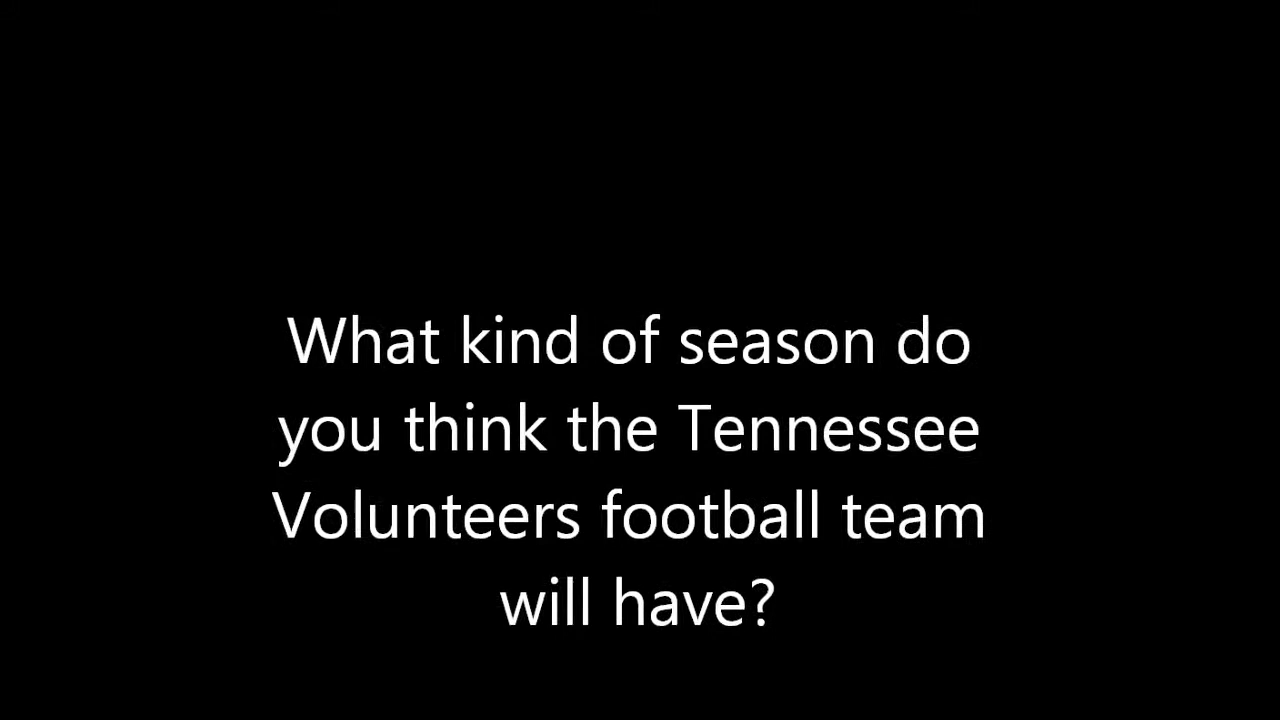 What kind of season do
you think the Tennessee
Volunteers football team
will have?